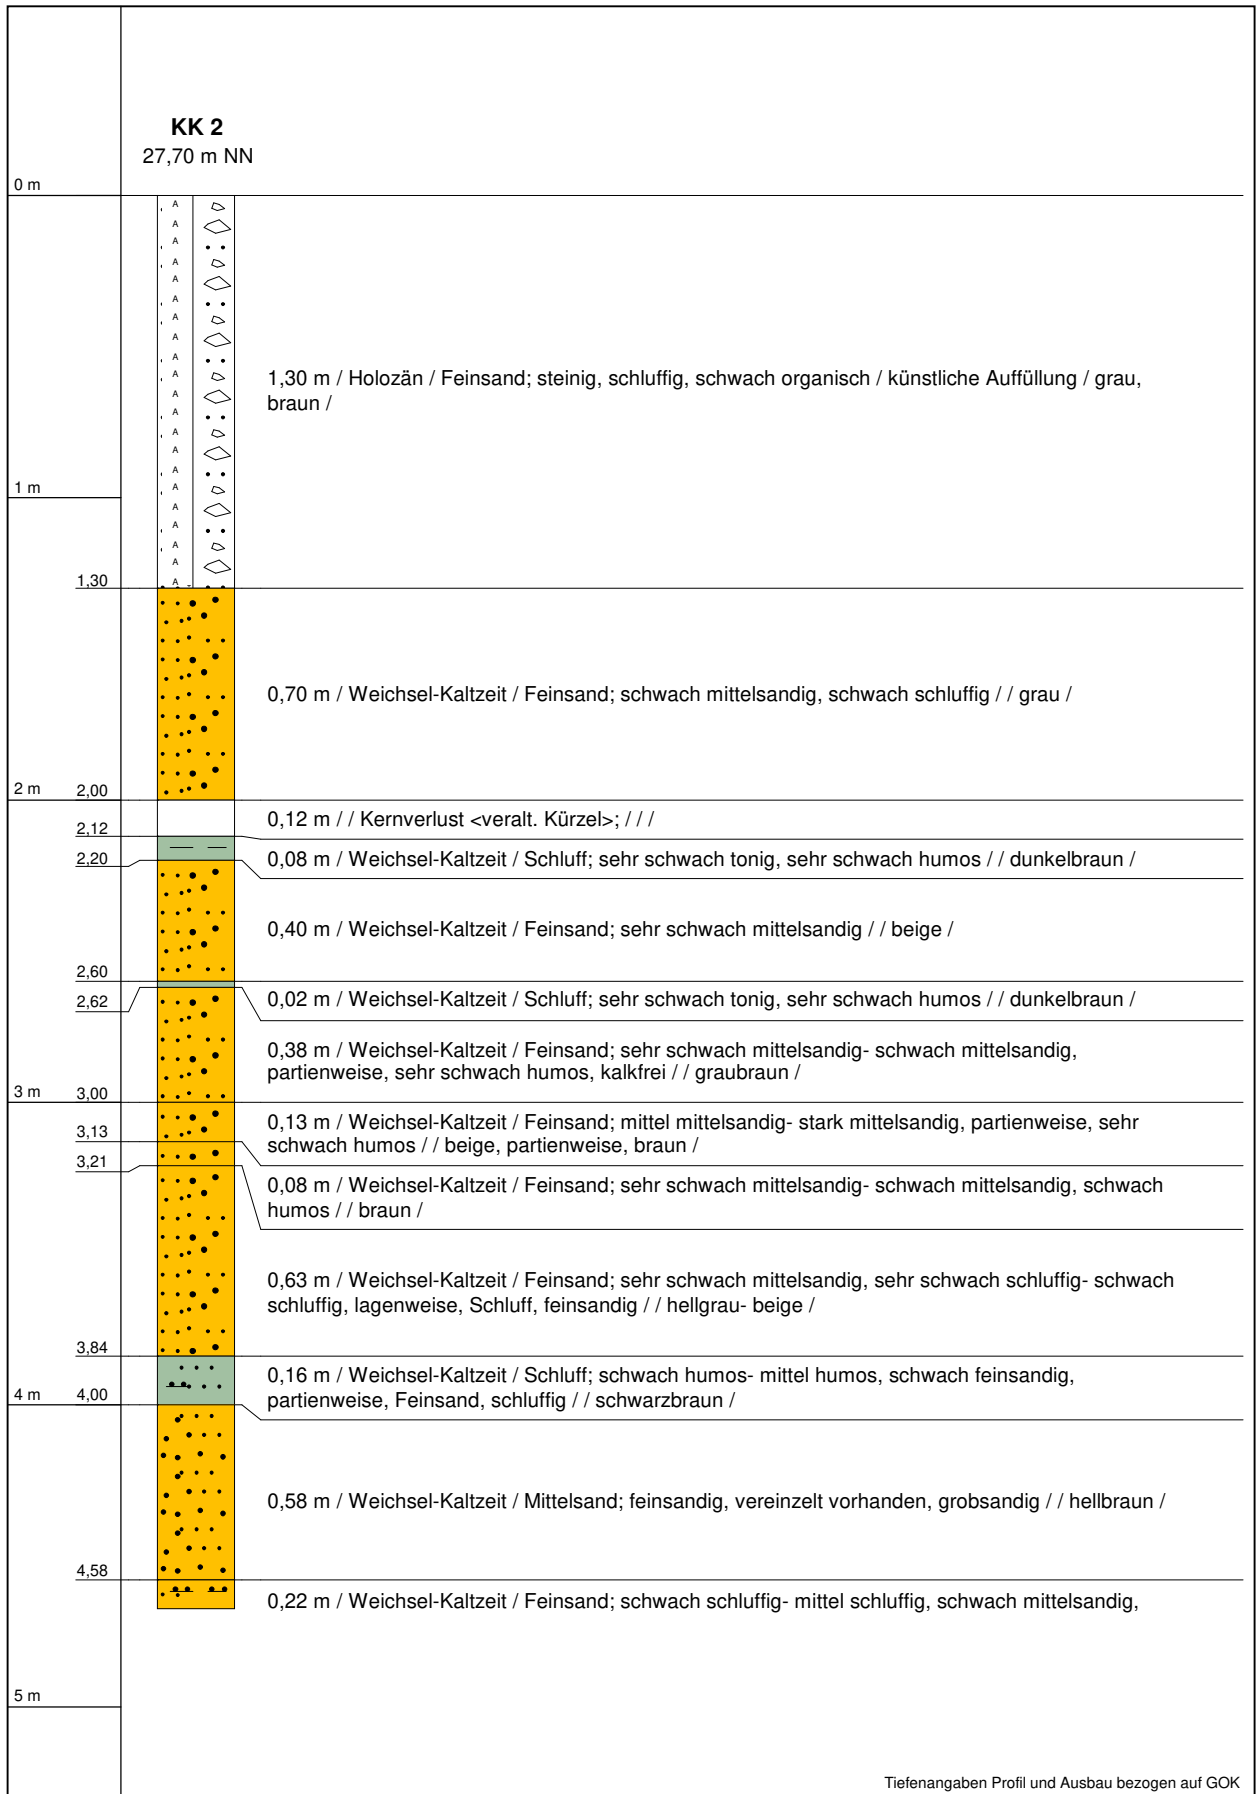 KK 2
27,70 m NN
0 m
1,30 m / Holozän / Feinsand; steinig, schluffig, schwach organisch / künstliche Auffüllung / grau,
braun /
1 m
1,30
0,70 m / Weichsel-Kaltzeit / Feinsand; schwach mittelsandig, schwach schluffig / / grau /
2 m
2,00
0,12 m / / Kernverlust <veralt. Kürzel>; / / /
2,12
0,08 m / Weichsel-Kaltzeit / Schluff; sehr schwach tonig, sehr schwach humos / / dunkelbraun /
2,20
0,40 m / Weichsel-Kaltzeit / Feinsand; sehr schwach mittelsandig / / beige /
2,60
0,02 m / Weichsel-Kaltzeit / Schluff; sehr schwach tonig, sehr schwach humos / / dunkelbraun /
2,62
0,38 m / Weichsel-Kaltzeit / Feinsand; sehr schwach mittelsandig- schwach mittelsandig,
partienweise, sehr schwach humos, kalkfrei / / graubraun /
3 m
3,00
0,13 m / Weichsel-Kaltzeit / Feinsand; mittel mittelsandig- stark mittelsandig, partienweise, sehr
schwach humos / / beige, partienweise, braun /
3,13
3,21
0,08 m / Weichsel-Kaltzeit / Feinsand; sehr schwach mittelsandig- schwach mittelsandig, schwach
humos / / braun /
0,63 m / Weichsel-Kaltzeit / Feinsand; sehr schwach mittelsandig, sehr schwach schluffig- schwach
schluffig, lagenweise, Schluff, feinsandig / / hellgrau- beige /
3,84
0,16 m / Weichsel-Kaltzeit / Schluff; schwach humos- mittel humos, schwach feinsandig,
partienweise, Feinsand, schluffig / / schwarzbraun /
4 m
4,00
0,58 m / Weichsel-Kaltzeit / Mittelsand; feinsandig, vereinzelt vorhanden, grobsandig / / hellbraun /
4,58
0,22 m / Weichsel-Kaltzeit / Feinsand; schwach schluffig- mittel schluffig, schwach mittelsandig,
5 m
Tiefenangaben Profil und Ausbau bezogen auf GOK